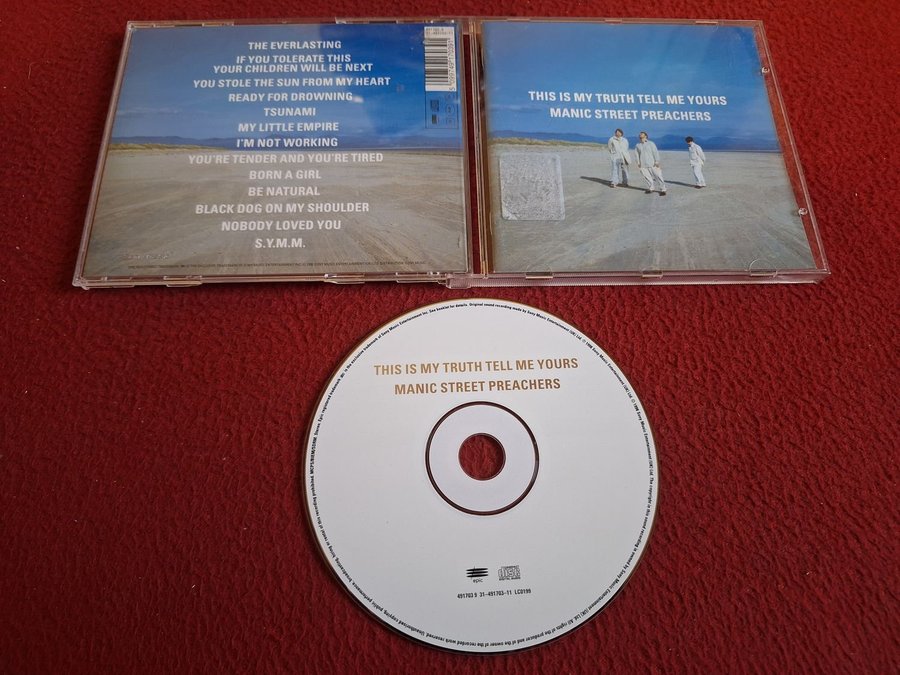 THE EVERLASTING
IF YOU TOLERATE THIS
YOUR CHILDREN WILL BE NEXT
YOU STOLE THE SUN FROM MY HEART
READY FOR DROWNING
TSUNAMI
MY LITTLE EMPIRE
I'M NOT WORKING
YOU'RE TENDER AND YOU'RE TIRED
BORN A GIRL
BE NATURAL
BLACK DOG ON MY SHOULDER
NOBODY LOVED YOU
S.Y.M.M.
THIS IS MY TRUTH TELL ME YOURS
MANIC STREET PREACHERS
THIS IS MY TRUTH TELL ME YOURS
MANIC STREET PREACHERS
epic
491703 9 31-491703-11 LC0199